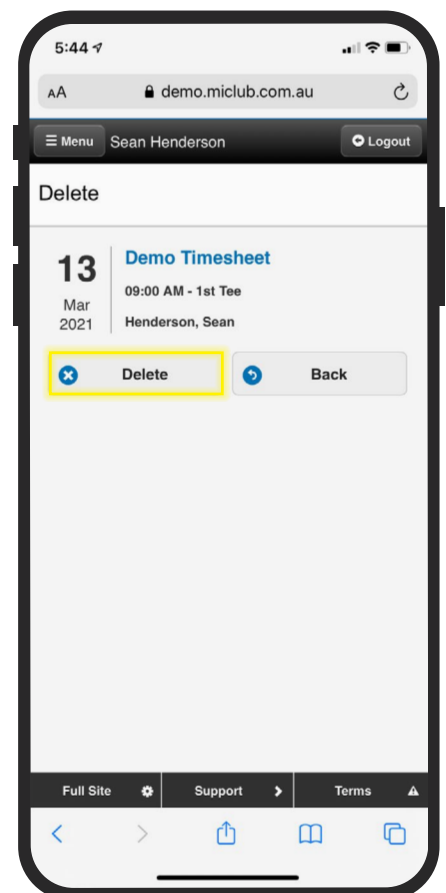 5:44
AA demo.miclub.com.au
Menu Sean Henderson Logout
Delete
13
Mar
2021
Demo Timesheet
09:00 AM - 1st Tee
Henderson, Sean
Delete Back
Full Site Support Terms